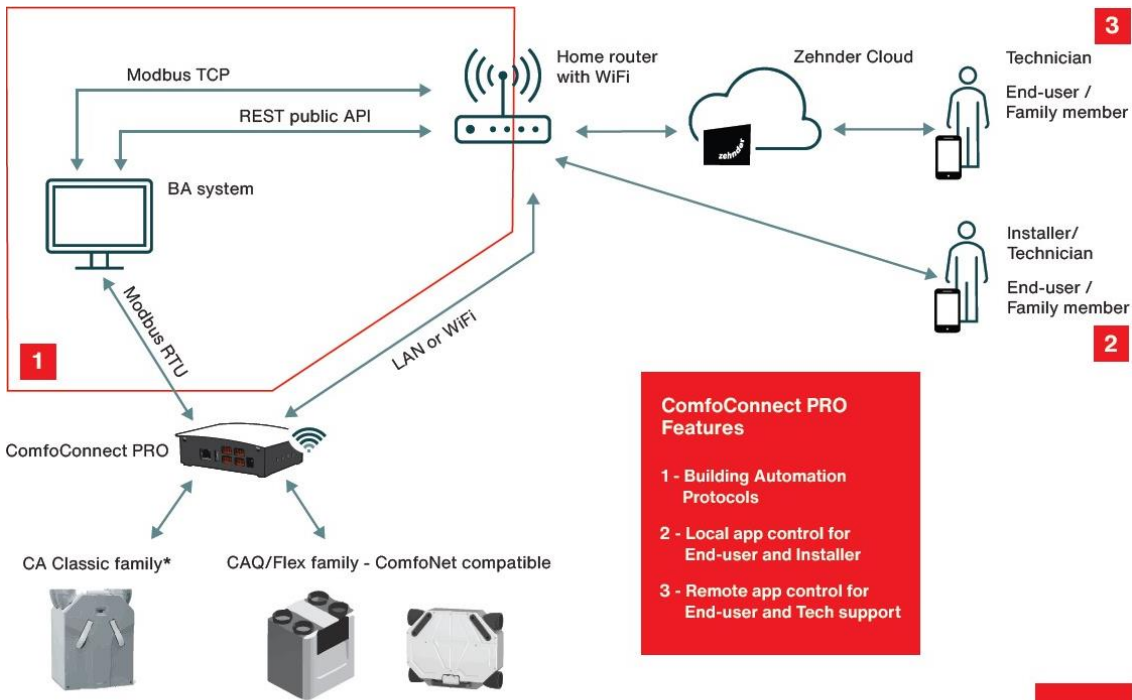 3
Modbus TCP
Home router
with WiFi
Zehnder Cloud
Technician
End-user /
Family member
REST public API
zehnder
BA system
Installer/
Technician
End-user /
Family member
Modbus RTU
LAN or WiFi
1
2
ComfoConnect PRO
ComfoConnect PRO
Features
1 - Building Automation
Protocols
2 - Local app control for
End-user and Installer
3 - Remote app control for
End-user and Tech support
CA Classic family*
CAQ/Flex family - ComfoNet compatible